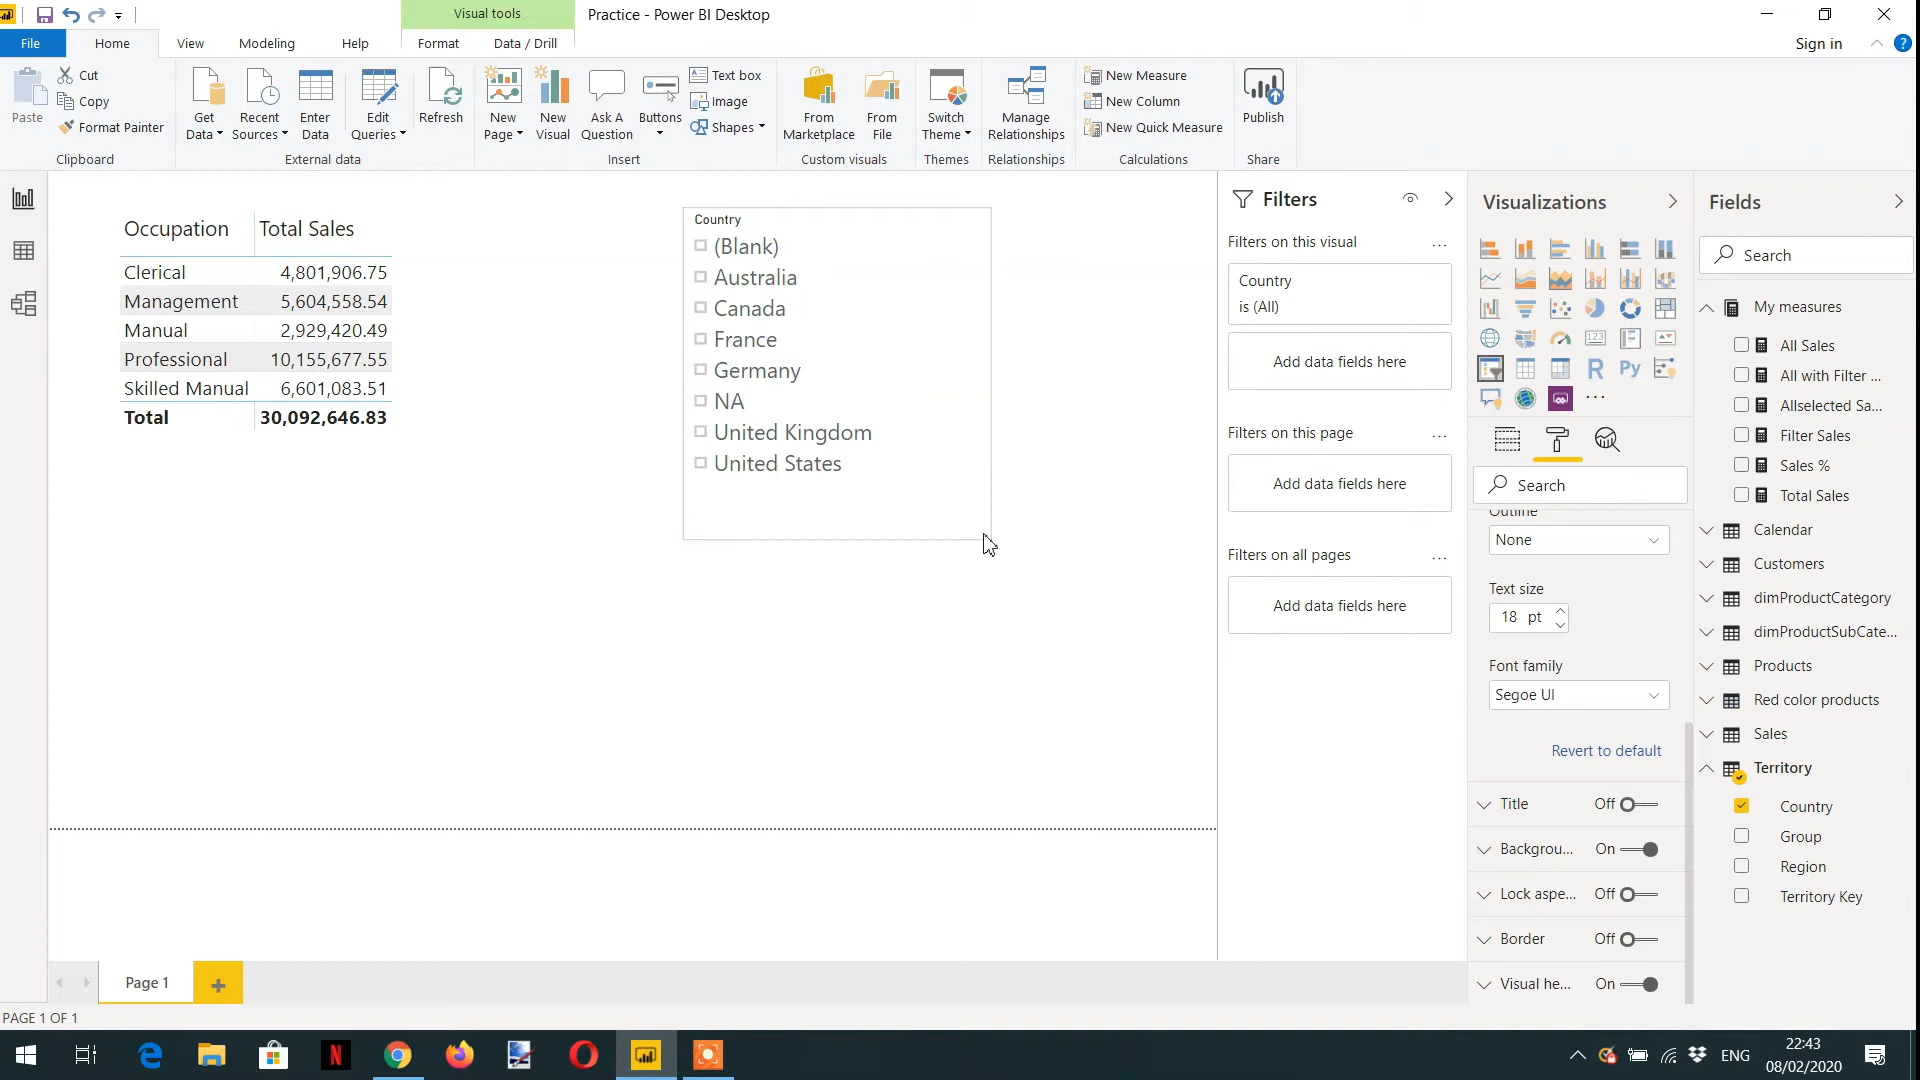 Visual tools
Practice - Power BI Desktop
File
Home
View
Modeling
Help
Format
Data / Drill
Sign in
Paste
Cut
Copy
Format Painter
Clipboard
Get Data
Recent Sources
Enter Data
Edit Queries
Refresh
External data
New Page
New Visual
Ask A Question
Buttons
Text box
Image
Shapes
Insert
From Marketplace
From File
Custom visuals
Switch Theme
Themes
Manage Relationships
Relationships
New Measure
New Column
New Quick Measure
Calculations
Publish
Share
Occupation Total Sales
Clerical 4,801,906.75
Management 5,604,558.54
Manual 2,929,420.49
Professional 10,155,677.55
Skilled Manual 6,601,083.51
Total 30,092,646.83
Country
(Blank)
Australia
Canada
France
Germany
NA
United Kingdom
United States
Filters
Filters on this visual ...
Country
is (All)
Add data fields here
Filters on this page ...
Add data fields here
Filters on all pages ...
Add data fields here
Visualizations
123
R
Py
...
Search
Outline
None
Text size
18 pt
Font family
Segoe UI
Revert to default
Title Off
Backgrou... On
Lock aspe... Off
Border Off
Visual he... On
Fields
Search
My measures
All Sales
All with Filter ...
Allselected Sa...
Filter Sales
Sales %
Total Sales
Calendar
Customers
dimProductCategory
dimProductSubCate...
Products
Red color products
Sales
Territory
Country
Group
Region
Territory Key
Page 1
+
PAGE 1 OF 1
N
ENG
22:43
08/02/2020